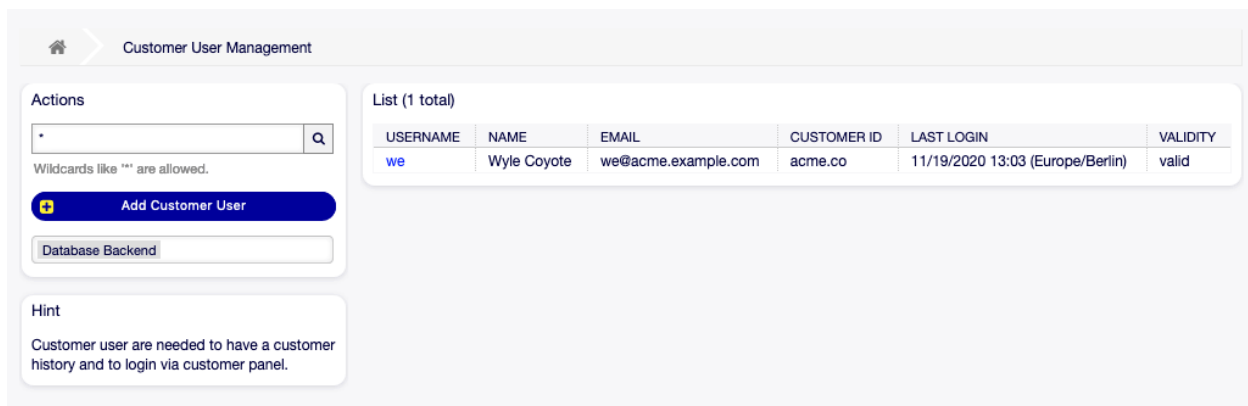 Customer User Management
Actions
*
Wildcards like '*' are allowed.
Add Customer User
Database Backend
Hint
Customer user are needed to have a customer
history and to login via customer panel.
List (1 total)
USERNAME NAME EMAIL CUSTOMER ID LAST LOGIN VALIDITY
we Wyle Coyote we@acme.example.com acme.co 11/19/2020 13:03 (Europe/Berlin) valid